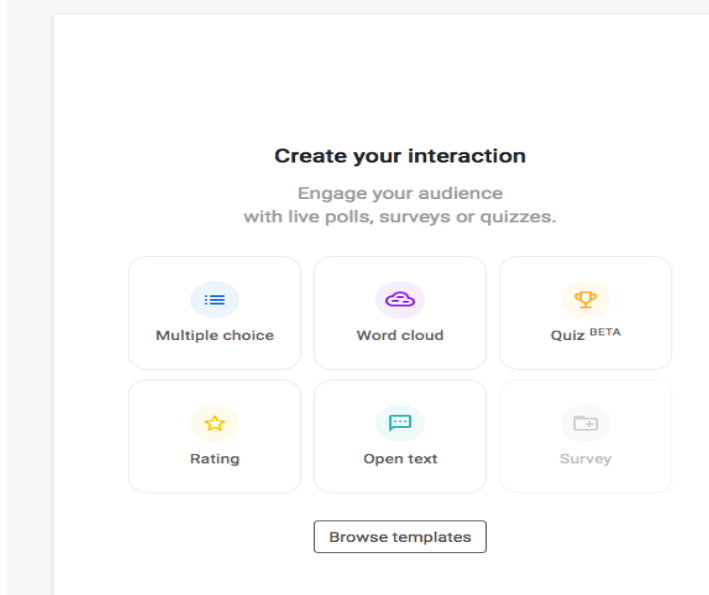 Create your interaction
Engage your audience
with live polls, surveys or quizzes.
Multiple choice
Word cloud
Quiz BETA
Rating
Open text
Survey
Browse templates